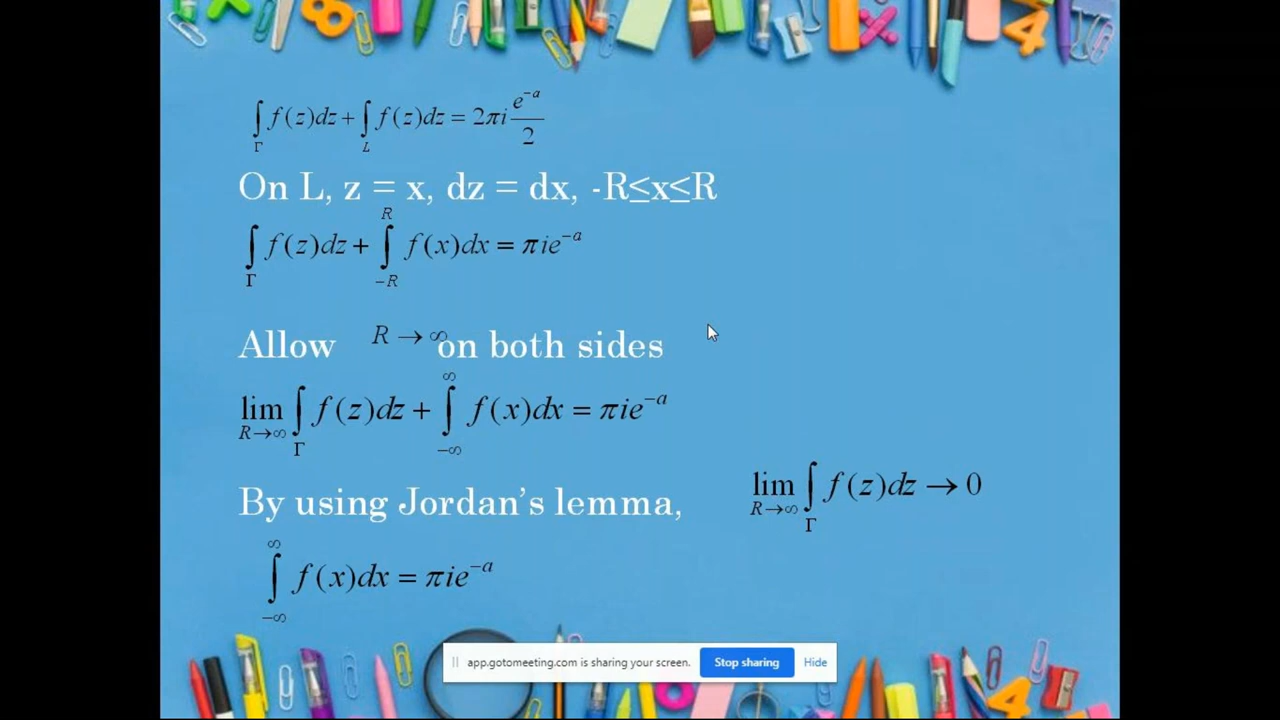 ∫_Γ f(z)dz + ∫_L f(z)dz = 2πi e^{-a}/2
On L, z = x, dz = dx, -R≤x≤R
∫_Γ f(z)dz + ∫_{-R}^{R} f(x)dx = πie^{-a}
Allow R → ∞ on both sides
lim_{R→∞} ∫_Γ f(z)dz + ∫_{-∞}^{∞} f(x)dx = πie^{-a}
By using Jordan's lemma, lim_{R→∞} ∫_Γ f(z)dz → 0
∫_{-∞}^{∞} f(x)dx = πie^{-a}
app.gotomeeting.com is sharing your screen. Stop sharing Hide